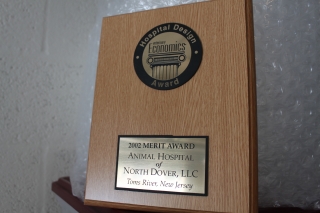 Hospital Design
ECONOMICS
Award
2002 MERIT AWARD
ANIMAL HOSPITAL
of
NORTH DOVER, LLC
Toms River, New Jersey